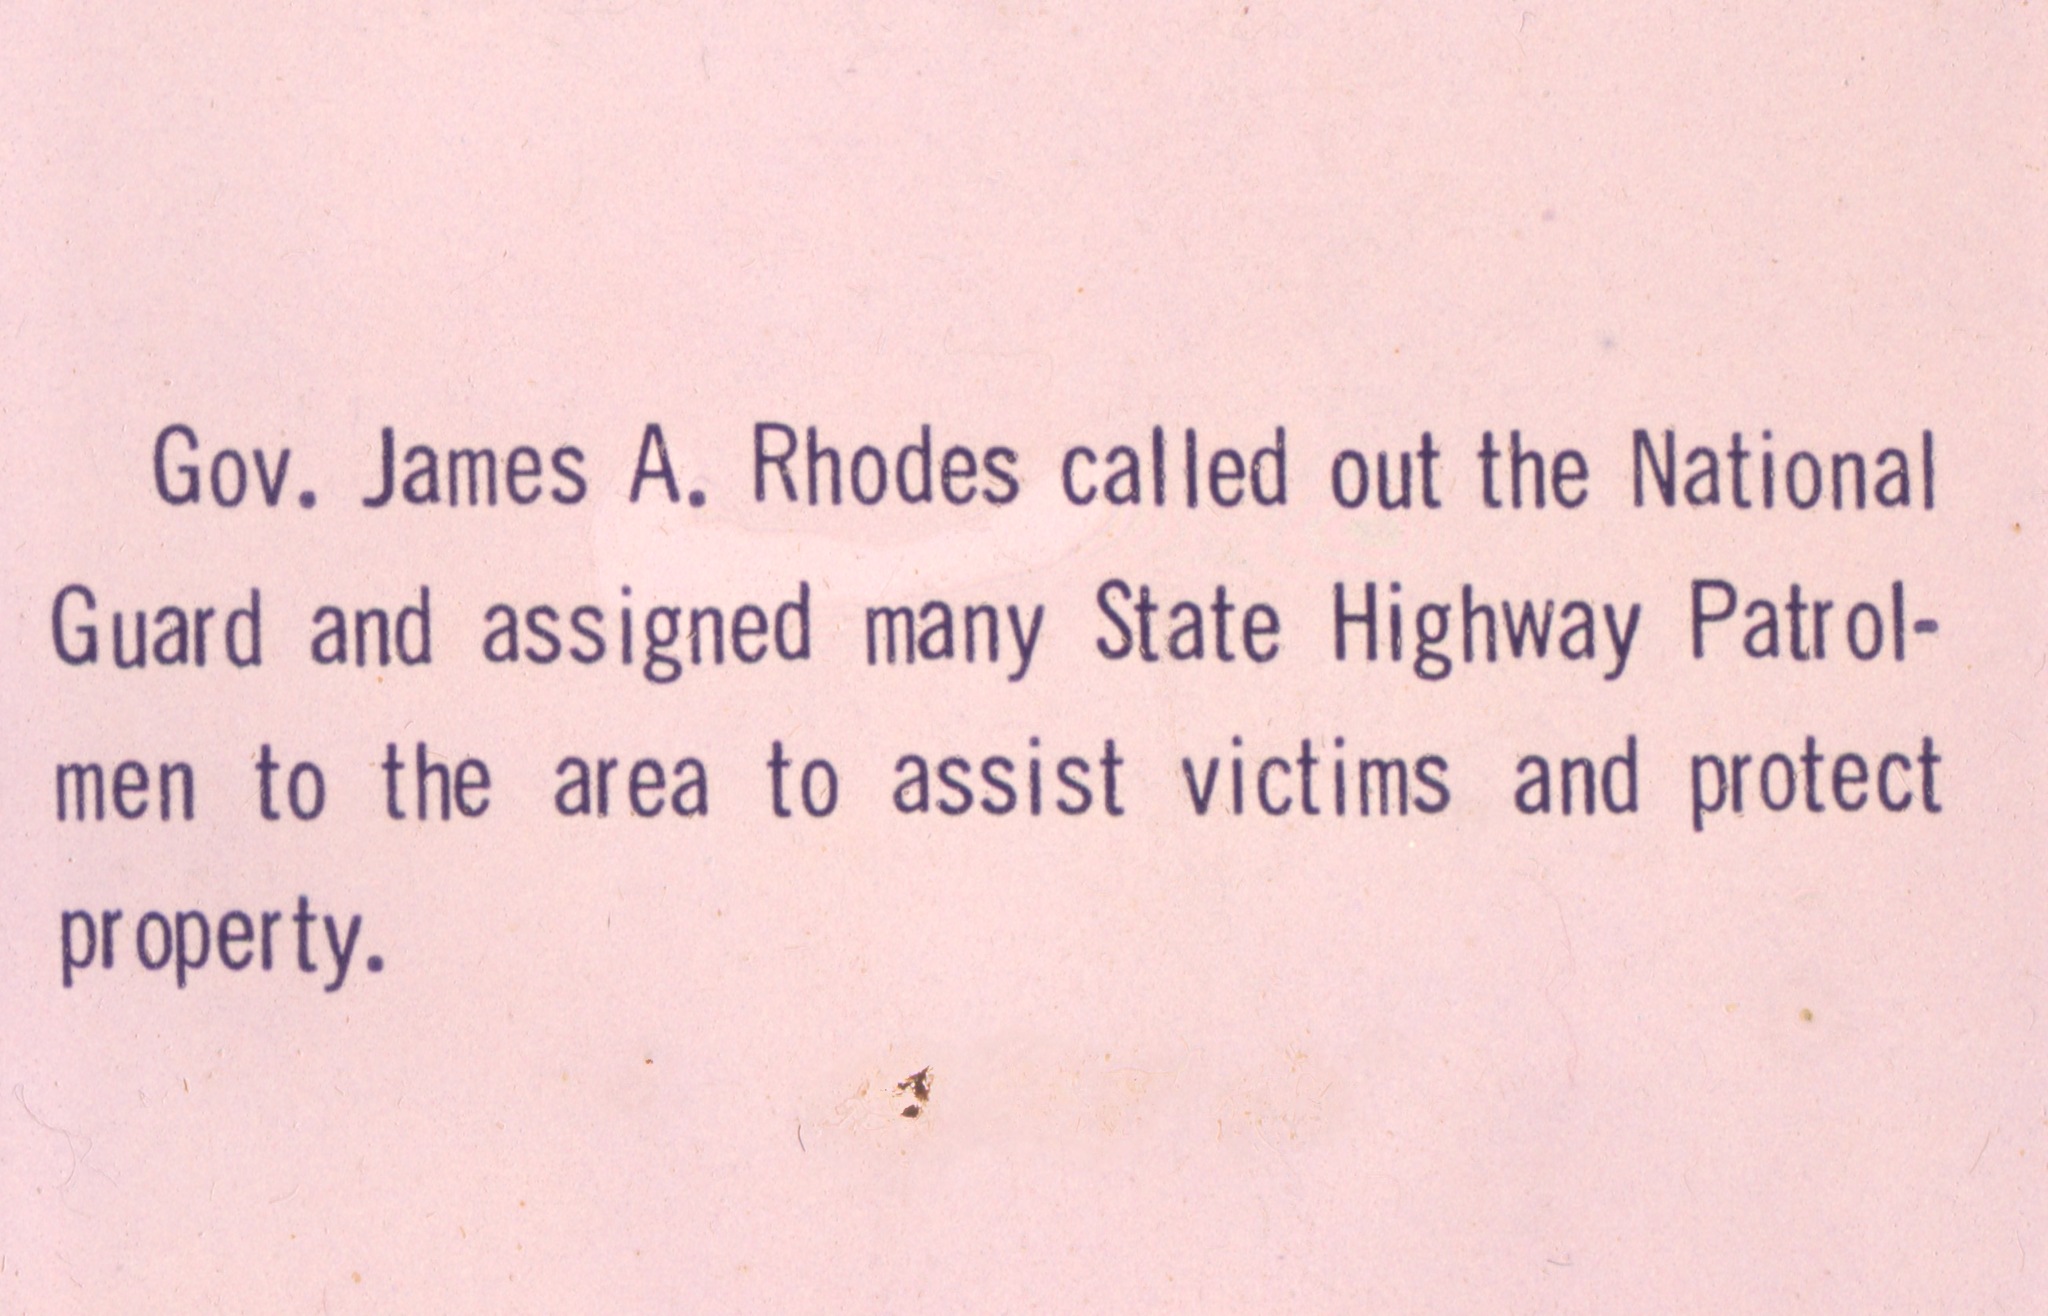 Gov. James A. Rhodes called out the National
Guard and assigned many State Highway Patrol-
men to the area to assist victims and protect
property.